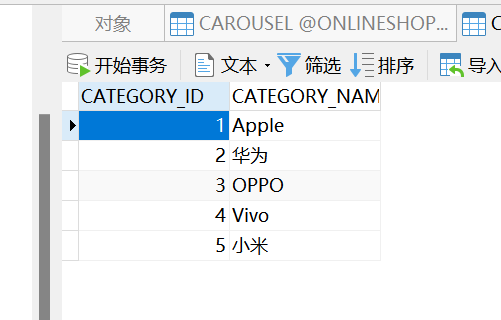 对象 CAROUSEL @ONLINESHOP...
开始事务 文本 筛选 排序 导入
CATEGORY_ID CATEGORY_NAM
1 Apple
2 华为
3 OPPO
4 Vivo
5 小米